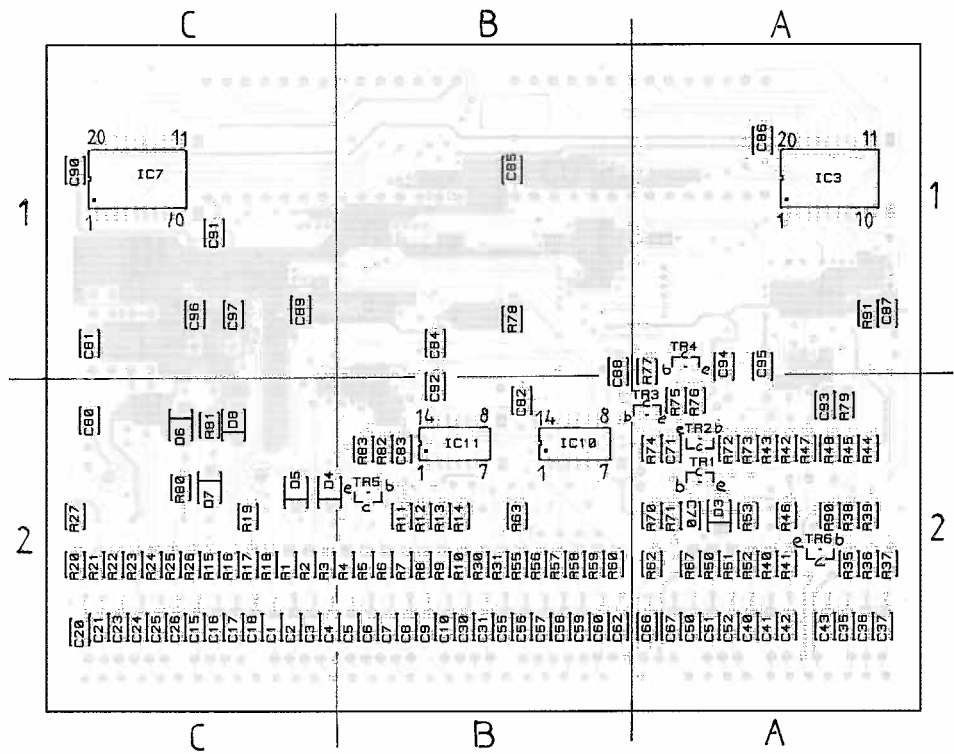 C B A
20 11 C86 20 11
C90 IC7 C85 IC3
1 1
1 10 1 10
C91
C96 C97 C89 R78 R91 C87
C81 C84 TR4
b c e
C88 R77 C94 C95
C92 C82 TR3 R75 R76 C93 R79
b e
C80 D6 R81 D8 14 8 14 8 e TR2 b
R83 R82 C83 IC11 IC10 R74 C71 c R72 R73 R43 R42 R47 R48 R45 R44
1 7 1 7 TR1
R80 D7 D5 D4 e TR5 b b c e
c
R27 R19 R11 R12 R13 R14 R63 R70 R71 C70 D3 R53 R46 R90 R38 R39
2 2
e TR6 b
c
R20 R21 R22 R23 R24 R25 R26 R15 R16 R17 R18 R1 R2 R3 R4 R5 R6 R7 R8 R9 R10 R30 R31 R55 R56 R57 R58 R59 R60 R62 R67 R50 R51 R52 R40 R41 R35 R36 R37
C20 C21 C23 C24 C25 C26 C15 C16 C17 C18 C1 C2 C3 C4 C5 C6 C7 C8 C9 C10 C30 C31 C55 C56 C57 C58 C59 C60 C62 C66 C67 C50 C51 C52 C40 C41 C42 C43 C35 C36 C37
C B A